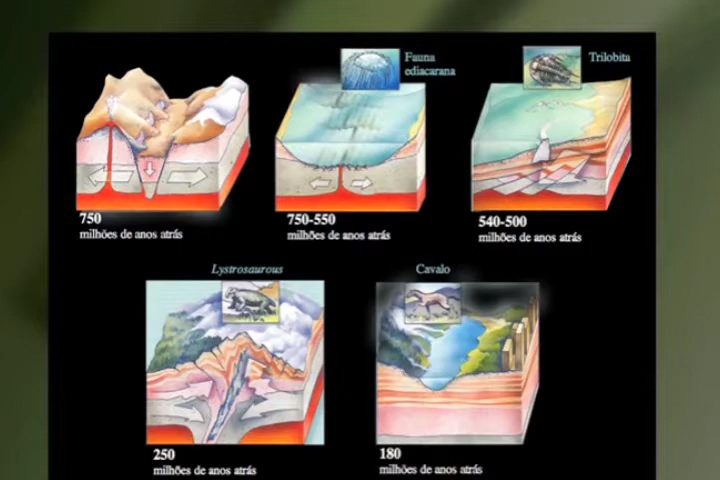 Fauna
ediacarana
Trilobita
750
milhões de anos atrás
750-550
milhões de anos atrás
540-500
milhões de anos atrás
Lystrosaurous
Cavalo
250
milhões de anos atrás
180
milhões de anos atrás